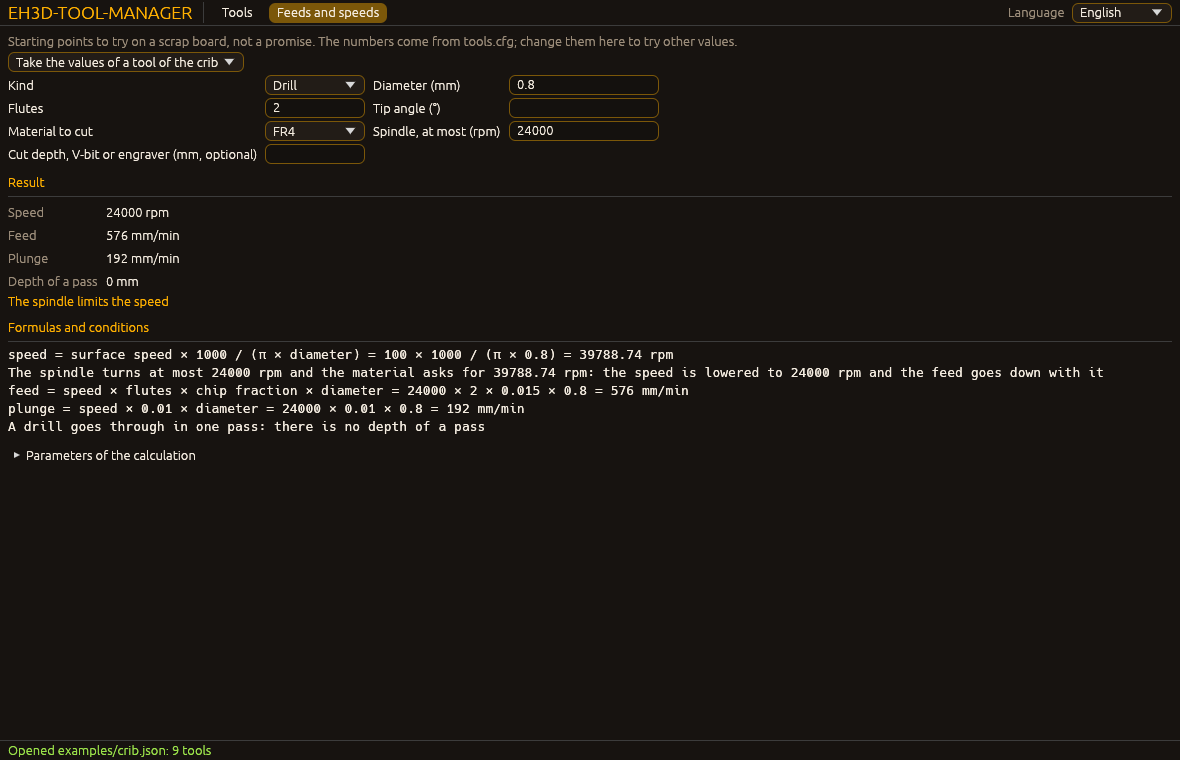 EH3D-TOOL-MANAGER Tools Feeds and speeds Language English
Starting points to try on a scrap board, not a promise. The numbers come from tools.cfg; change them here to try other values.
Take the values of a tool of the crib
Kind Drill Diameter (mm) 0.8
Flutes 2 Tip angle (°)
Material to cut FR4 Spindle, at most (rpm) 24000
Cut depth, V-bit or engraver (mm, optional)
Result
Speed 24000 rpm
Feed 576 mm/min
Plunge 192 mm/min
Depth of a pass 0 mm
The spindle limits the speed
Formulas and conditions
speed = surface speed × 1000 / (π × diameter) = 100 × 1000 / (π × 0.8) = 39788.74 rpm
The spindle turns at most 24000 rpm and the material asks for 39788.74 rpm: the speed is lowered to 24000 rpm and the feed goes down with it
feed = speed × flutes × chip fraction × diameter = 24000 × 2 × 0.015 × 0.8 = 576 mm/min
plunge = speed × 0.01 × diameter = 24000 × 0.01 × 0.8 = 192 mm/min
A drill goes through in one pass: there is no depth of a pass
Parameters of the calculation
Opened examples/crib.json: 9 tools